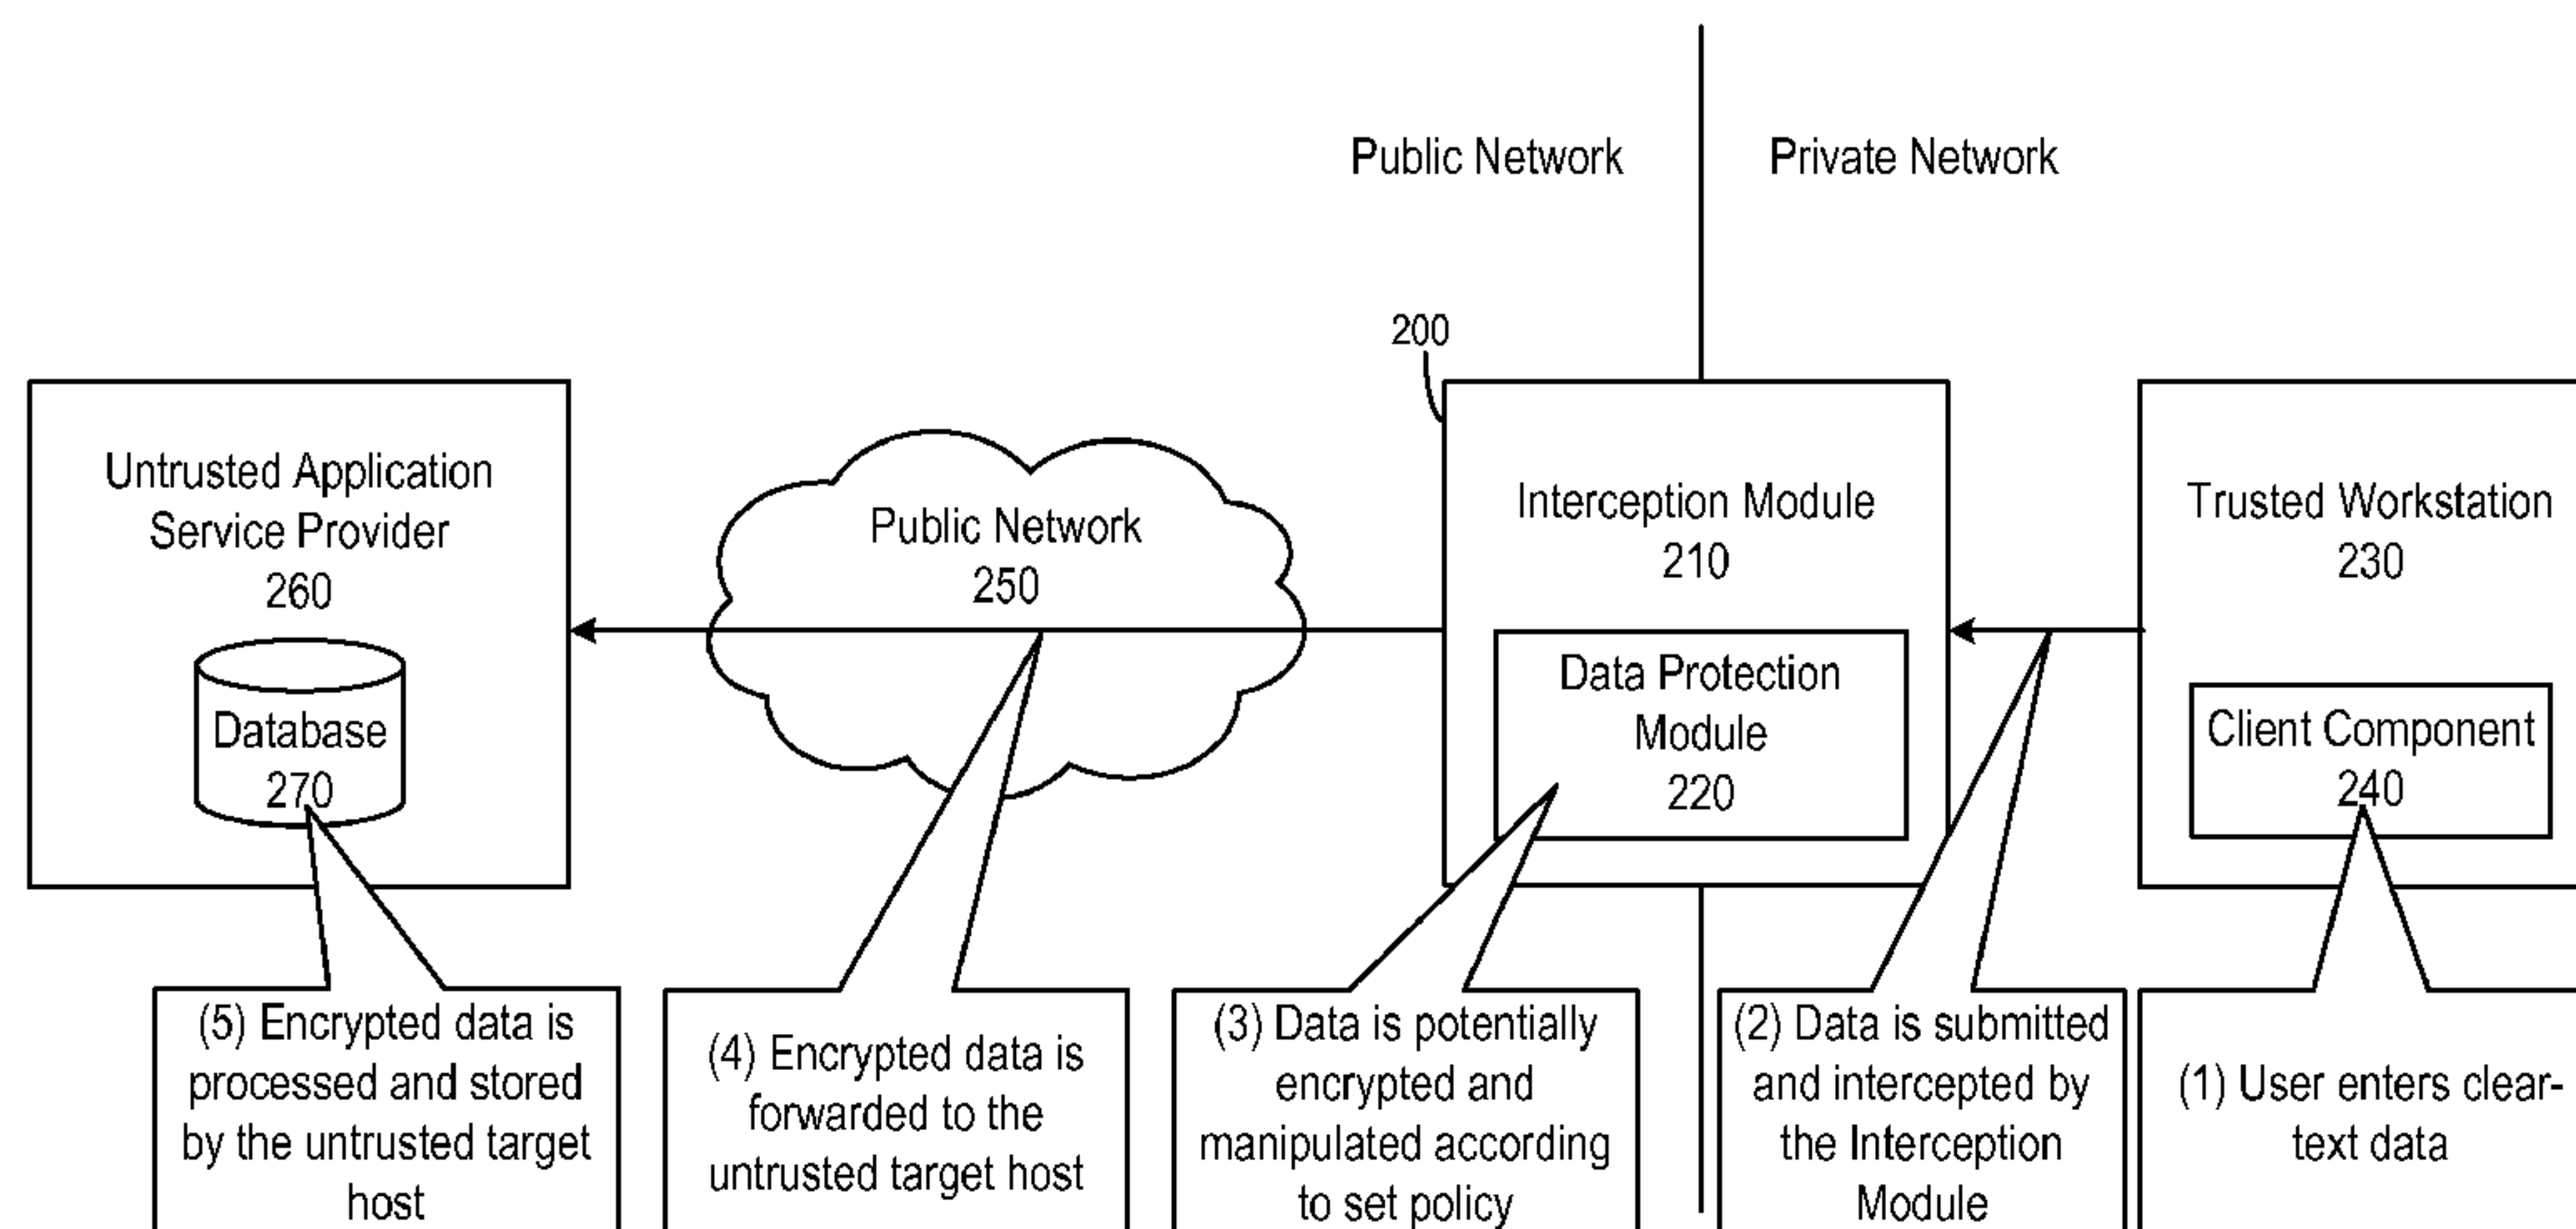 Public Network
Private Network
200
Untrusted Application
Service Provider
260
Database
270
Public Network
250
Interception Module
210
Data Protection
Module
220
Trusted Workstation
230
Client Component
240
(5) Encrypted data is
processed and stored
by the untrusted target
host
(4) Encrypted data is
forwarded to the
untrusted target host
(3) Data is potentially
encrypted and
manipulated according
to set policy
(2) Data is submitted
and intercepted by
the Interception
Module
(1) User enters clear-
text data